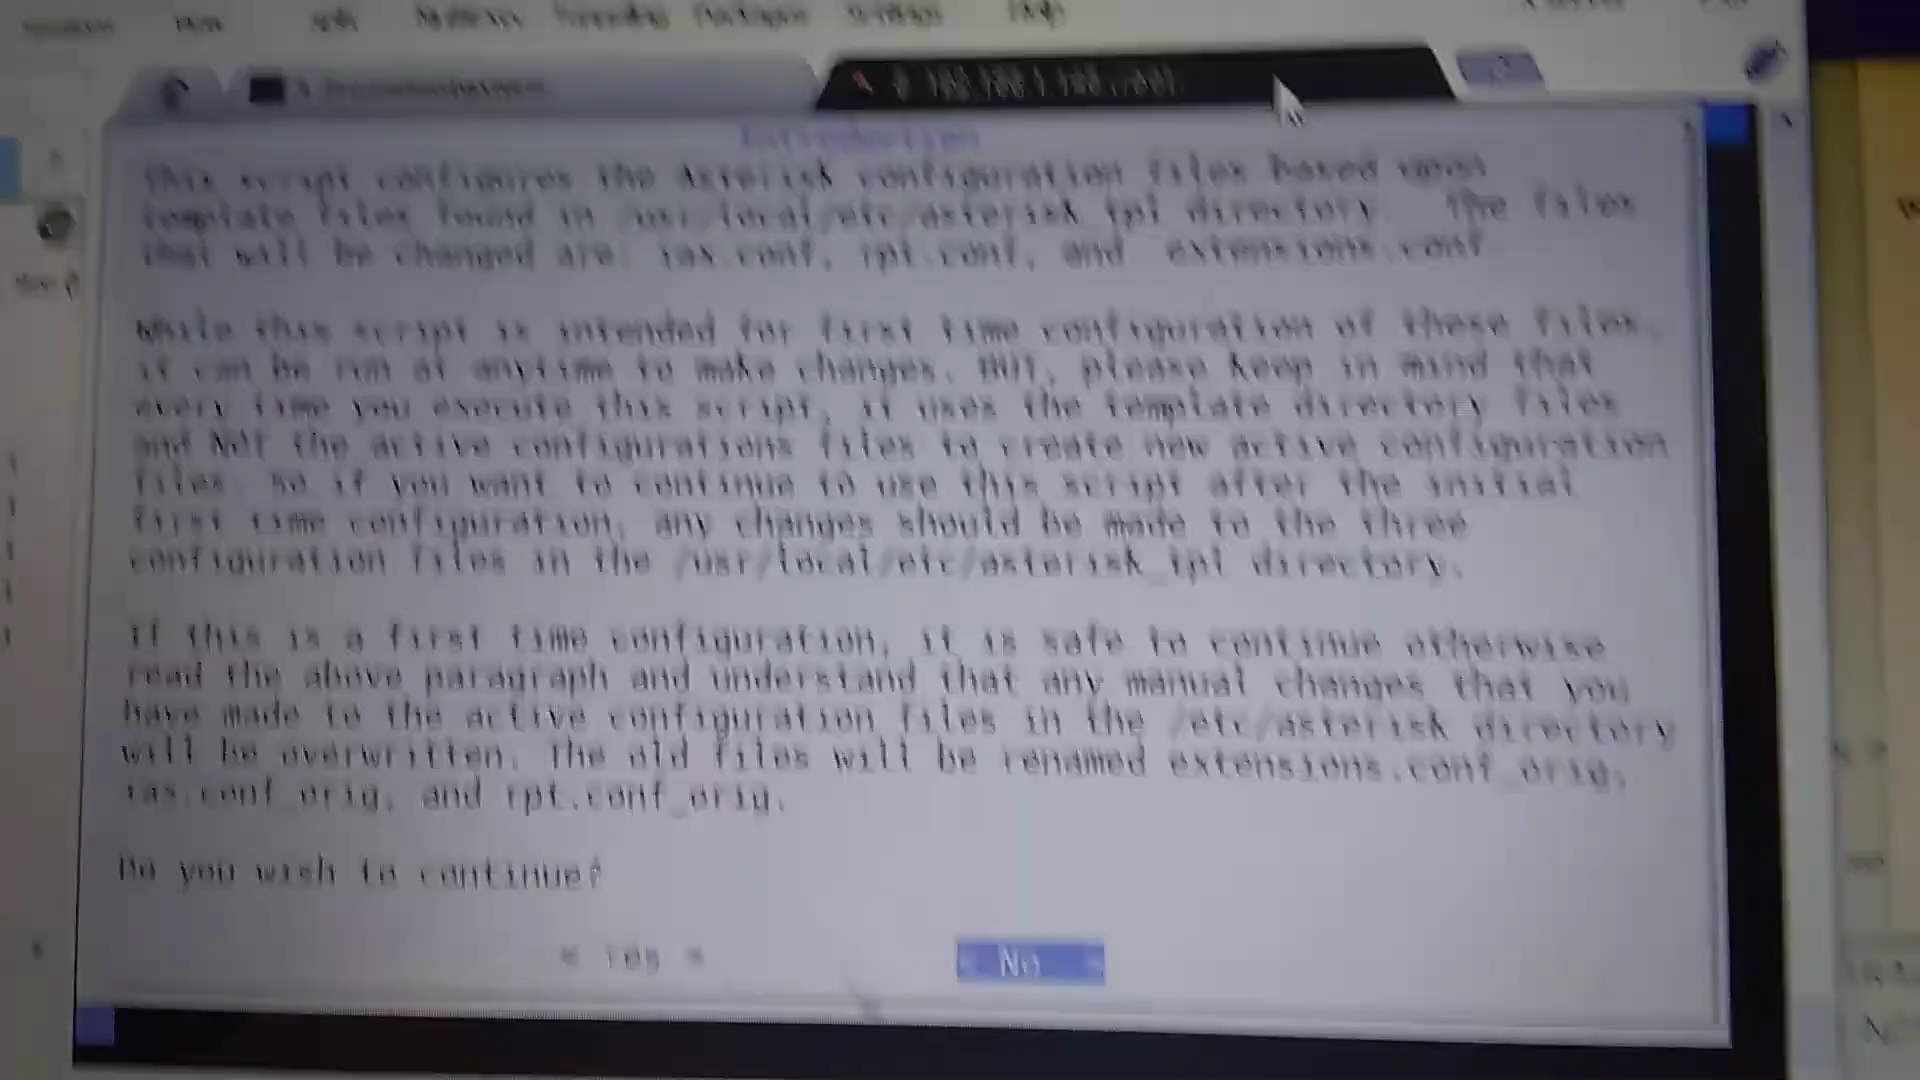 Help
Introduction
This script configures the Asterisk configuration files based upon
template files found in /usr/local/etc/asterisk_tpl directory. The files
that will be changed are: iax.conf, rpt.conf, and extensions.conf
While this script is intended for first time configuration of these files,
it can be run at anytime to make changes. BUT, please keep in mind that
every time you execute this script, it uses the template directory files
and NOT the active configurations files to create new active configuration
files. So if you want to continue to use this script after the initial
first time configuration, any changes should be made to the three
configuration files in the /usr/local/etc/asterisk_tpl directory.
If this is a first time configuration, it is safe to continue otherwise
read the above paragraph and understand that any manual changes that you
have made to the active configuration files in the /etc/asterisk directory
will be overwritten. The old files will be renamed extensions.conf_orig,
iax.conf_orig, and rpt.conf_orig.
Do you wish to continue?
< Yes > < No >